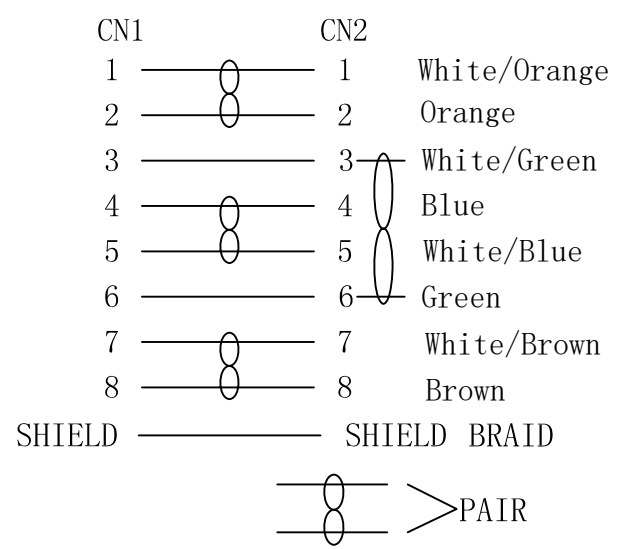 CN1 CN2
1 1 White/Orange
2 2 Orange
3 3 White/Green
4 4 Blue
5 5 White/Blue
6 6 Green
7 7 White/Brown
8 8 Brown
SHIELD SHIELD BRAID
PAIR